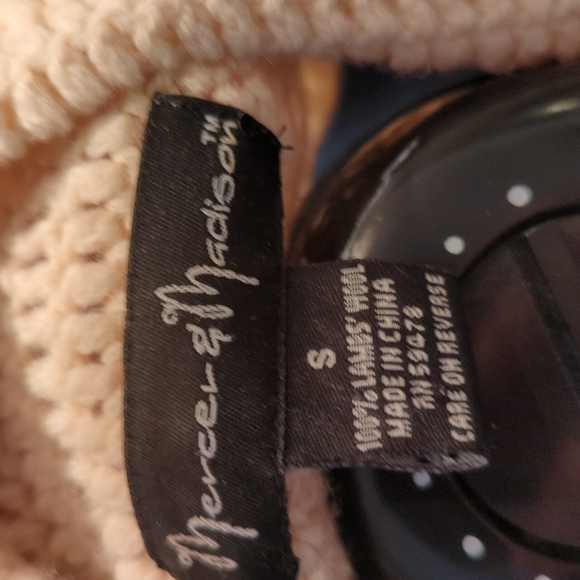 Mercer & Madison™
S
100% LAMBS' WOOL
MADE IN CHINA
RN 59478
CARE ON REVERSE